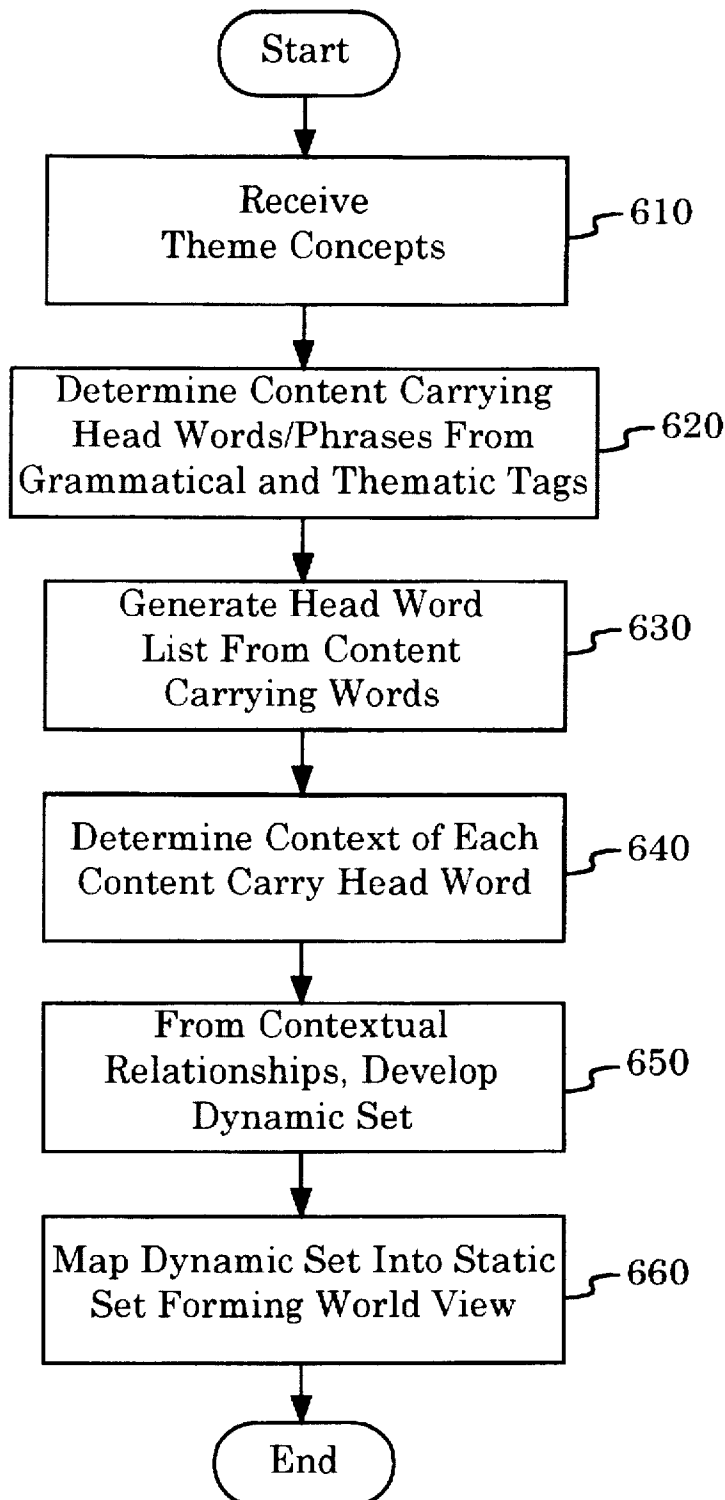 Start
Receive
Theme Concepts
610
Determine Content Carrying
Head Words/Phrases From
Grammatical and Thematic Tags
620
Generate Head Word
List From Content
Carrying Words
630
Determine Context of Each
Content Carry Head Word
640
From Contextual
Relationships, Develop
Dynamic Set
650
Map Dynamic Set Into Static
Set Forming World View
660
End